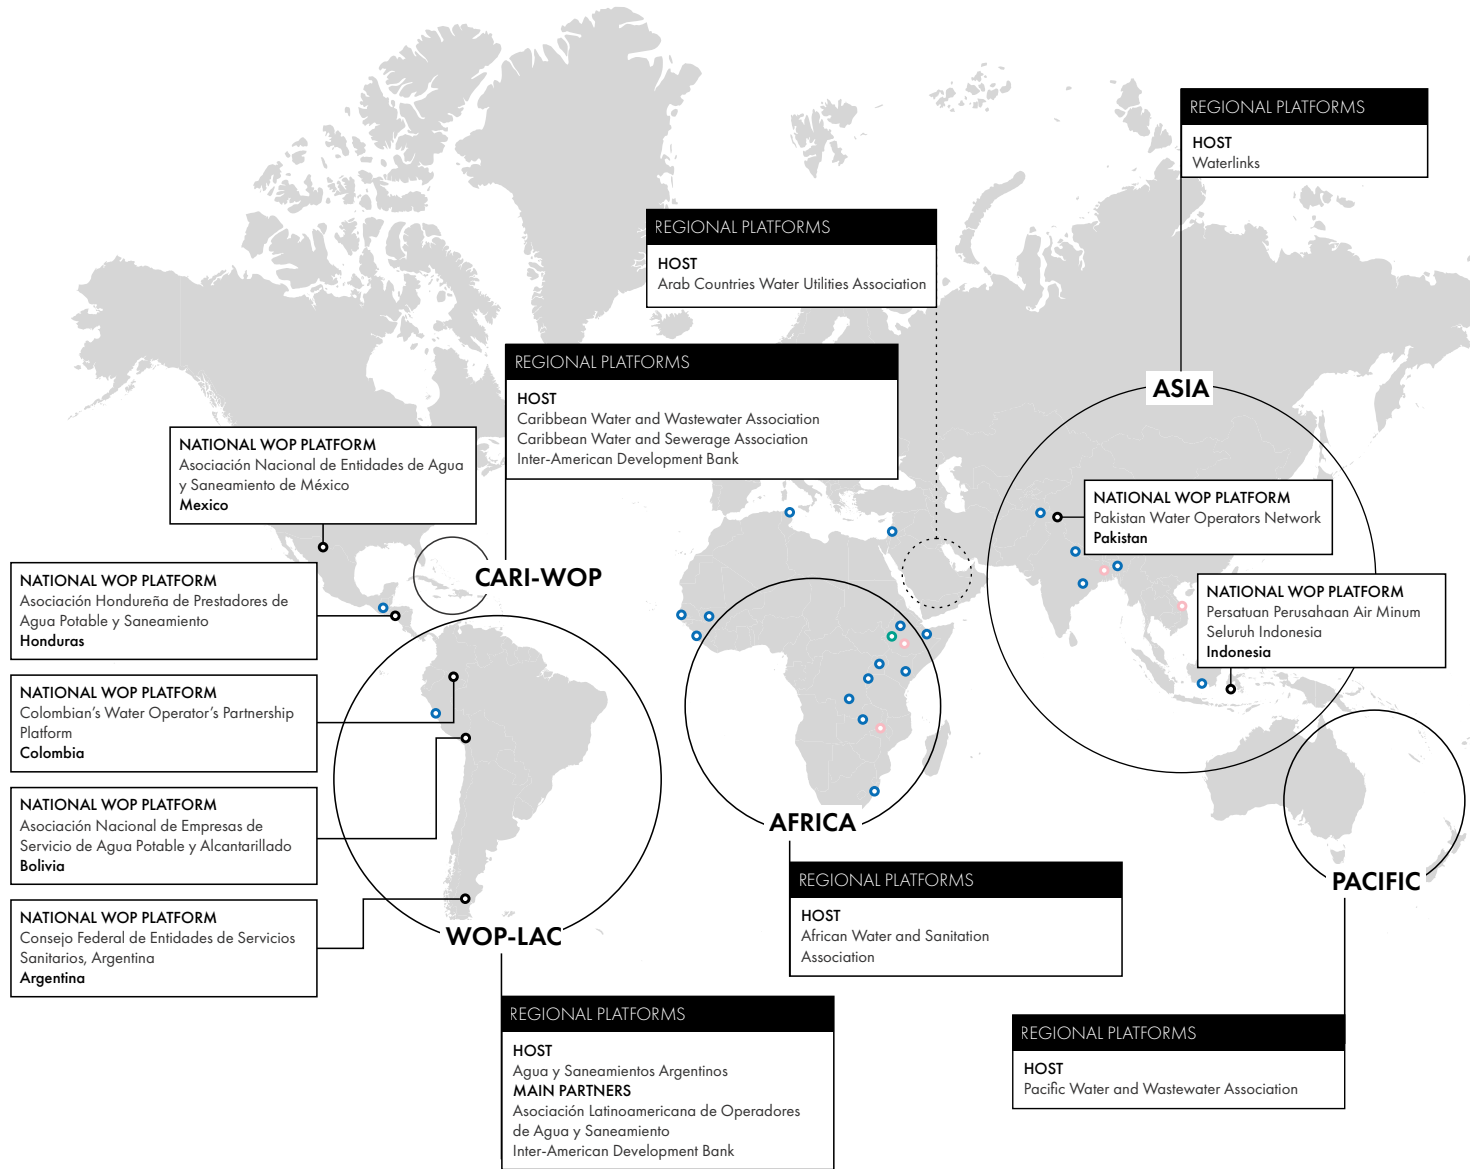 REGIONAL PLATFORMS
HOST
Waterlinks
REGIONAL PLATFORMS
HOST
Arab Countries Water Utilities Association
REGIONAL PLATFORMS
HOST
Caribbean Water and Wastewater Association
Caribbean Water and Sewerage Association
Inter-American Development Bank
ASIA
NATIONAL WOP PLATFORM
Asociación Nacional de Entidades de Agua
y Saneamiento de México
Mexico
NATIONAL WOP PLATFORM
Pakistan Water Operators Network
Pakistan
CARI-WOP
NATIONAL WOP PLATFORM
Asociación Hondureña de Prestadores de
Agua Potable y Saneamiento
Honduras
NATIONAL WOP PLATFORM
Persatuan Perusahaan Air Minum
Seluruh Indonesia
Indonesia
NATIONAL WOP PLATFORM
Colombian's Water Operator's Partnership
Platform
Colombia
NATIONAL WOP PLATFORM
Asociación Nacional de Empresas de
Servicio de Agua Potable y Alcantarillado
Bolivia
AFRICA
PACIFIC
NATIONAL WOP PLATFORM
Consejo Federal de Entidades de Servicios
Sanitarios, Argentina
Argentina
WOP-LAC
REGIONAL PLATFORMS
HOST
African Water and Sanitation
Association
REGIONAL PLATFORMS
HOST
Agua y Saneamientos Argentinos
MAIN PARTNERS
Asociación Latinoamericana de Operadores
de Agua y Saneamiento
Inter-American Development Bank
REGIONAL PLATFORMS
HOST
Pacific Water and Wastewater Association